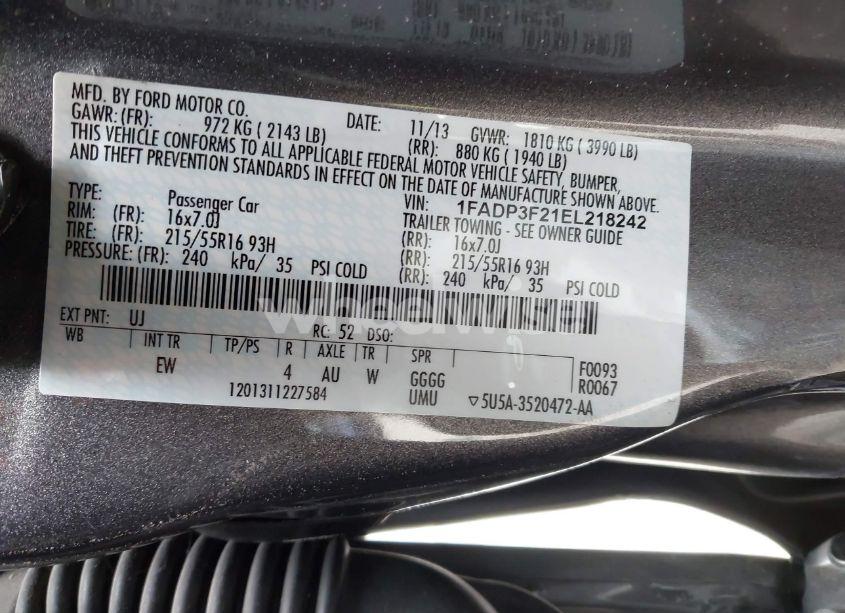 MFD. BY FORD MOTOR CO.
DATE: 11/13 GVWR: 1810 KG ( 3990 LB)
GAWR: (FR): 972 KG ( 2143 LB) (RR): 880 KG ( 1940 LB)
THIS VEHICLE CONFORMS TO ALL APPLICABLE FEDERAL MOTOR VEHICLE SAFETY, BUMPER,
AND THEFT PREVENTION STANDARDS IN EFFECT ON THE DATE OF MANUFACTURE SHOWN ABOVE.
VIN: 1FADP3F21EL218242
TYPE: Passenger Car TRAILER TOWING - SEE OWNER GUIDE
RIM: (FR): 16x7.0J (RR): 16x7.0J
TIRE: (FR): 215/55R16 93H (RR): 215/55R16 93H
PRESSURE: (FR): 240 kPa/ 35 PSI COLD (RR): 240 kPa/ 35 PSI COLD
wheelwise
EXT PNT: UJ RC: 52 DSO:
WB INT TR TP/PS R AXLE TR SPR
EW 4 AU W GGGG F0093
UMU R0067
1201311227584 ▽5U5A-3520472-AA